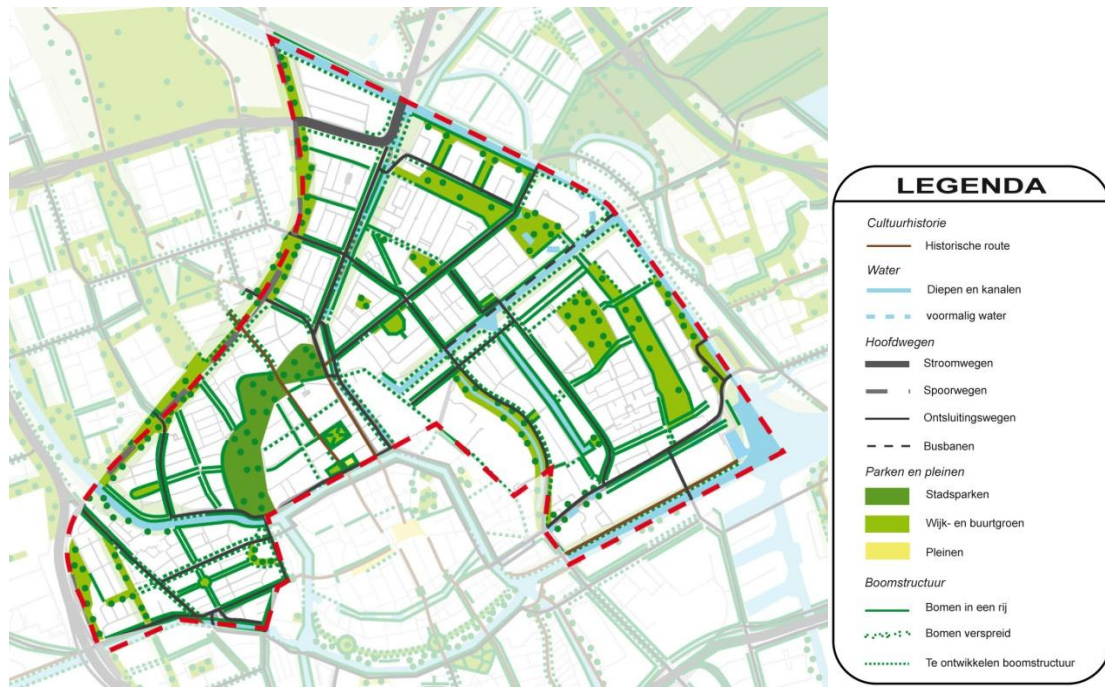 LEGENDA
Cultuurhistorie
Historische route
Water
Diepen en kanalen
voormalig water
Hoofdwegen
Stroomwegen
Spoorwegen
Ontsluitingswegen
Busbanen
Parken en pleinen
Stadsparken
Wijk- en buurtgroen
Pleinen
Boomstructuur
Bomen in een rij
Bomen verspreid
Te ontwikkelen boomstructuur